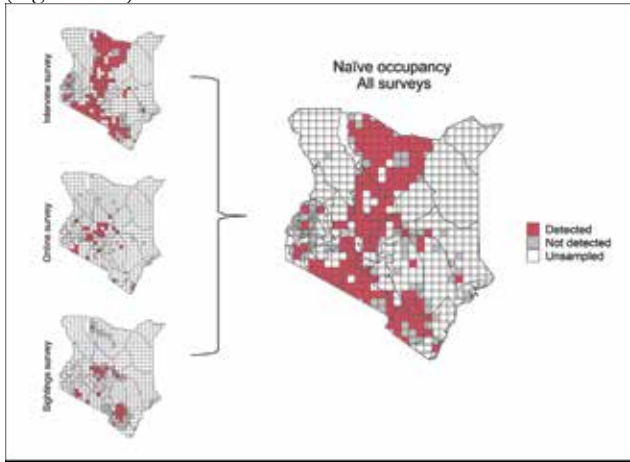 Interview survey
Online survey
Sightings survey
Naïve occupancy
All surveys
Detected
Not detected
Unsampled